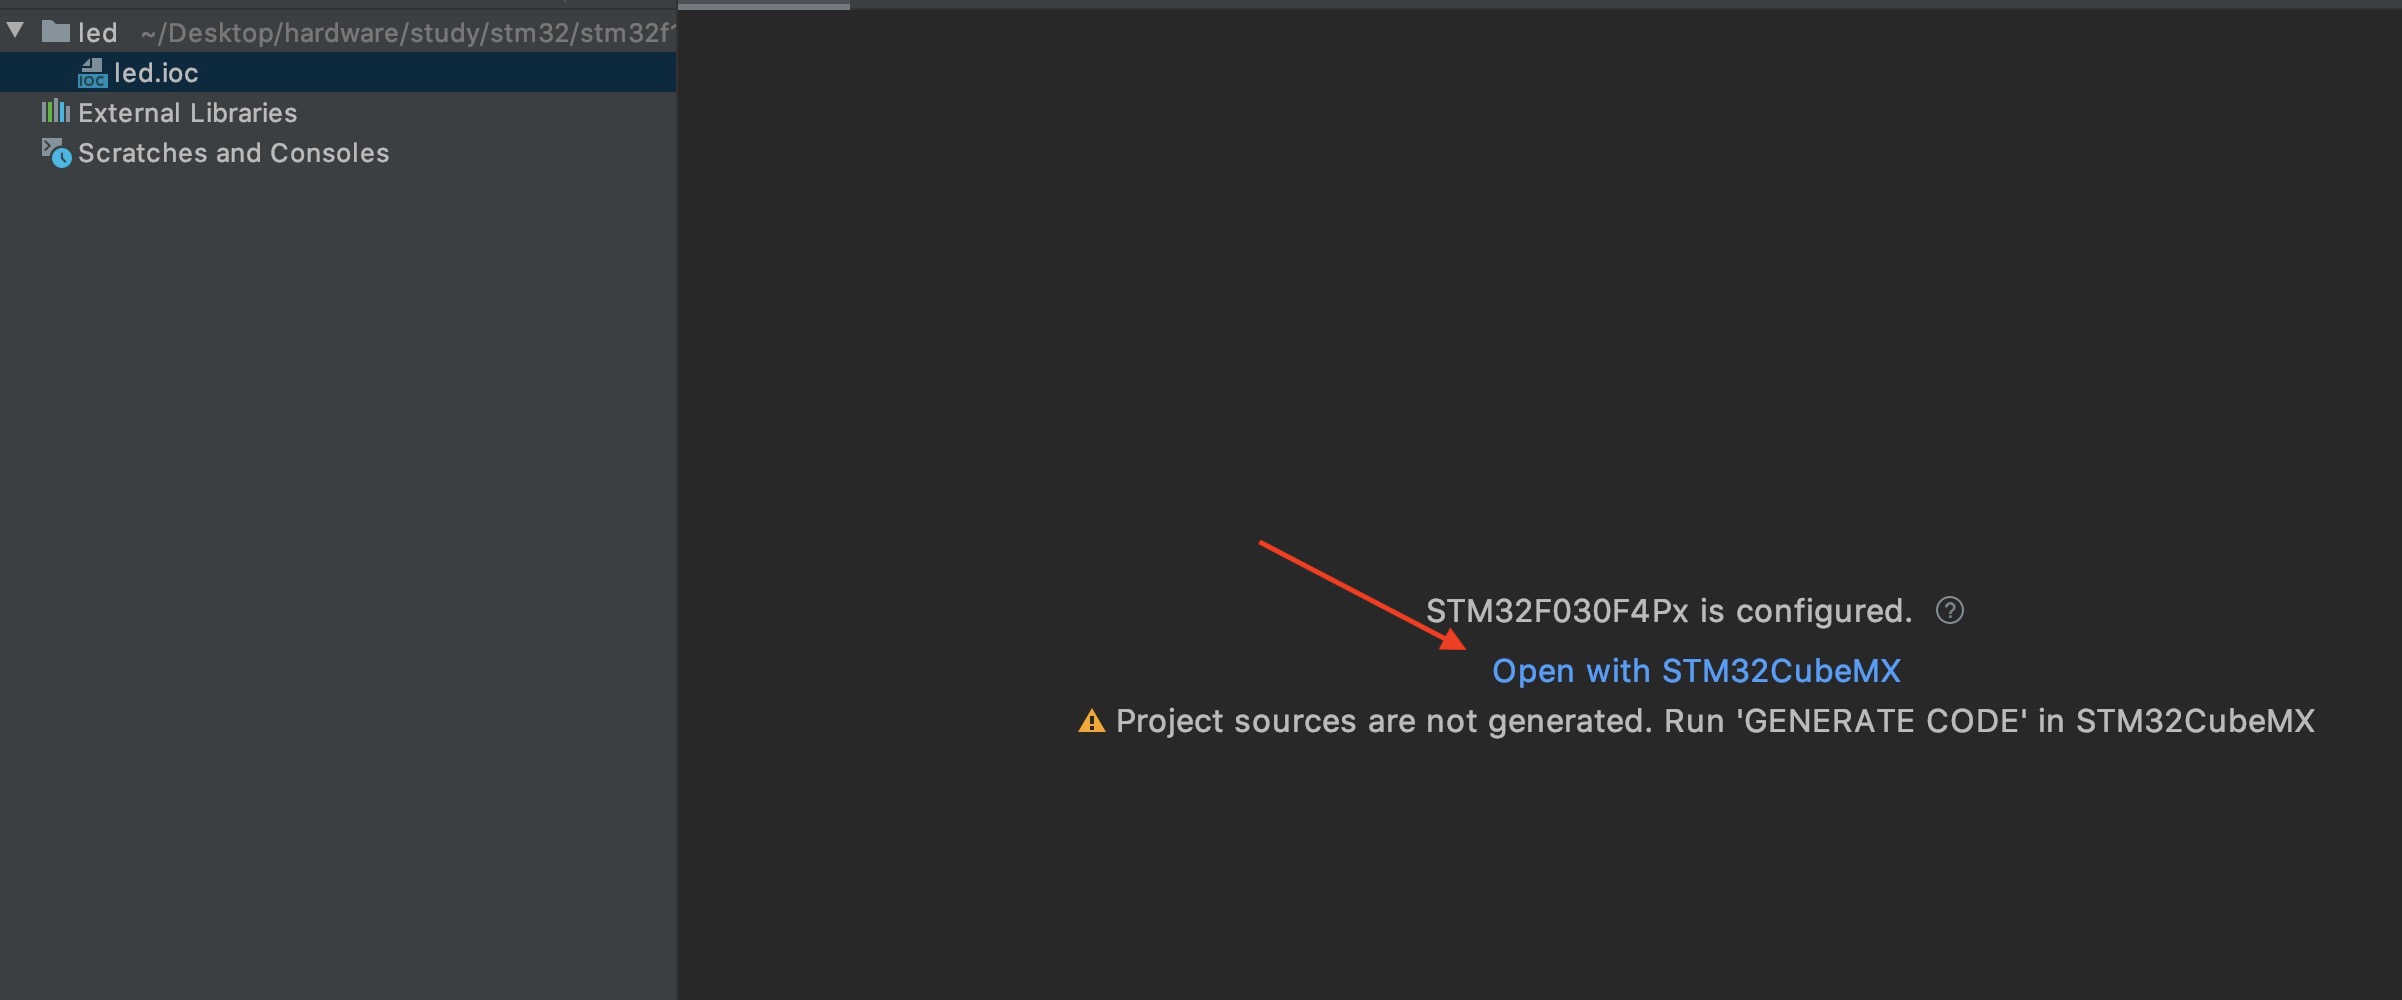 led ~/Desktop/hardware/study/stm32/stm32f
IOC led.ioc
External Libraries
Scratches and Consoles
STM32F030F4Px is configured. ?
Open with STM32CubeMX
Project sources are not generated. Run 'GENERATE CODE' in STM32CubeMX